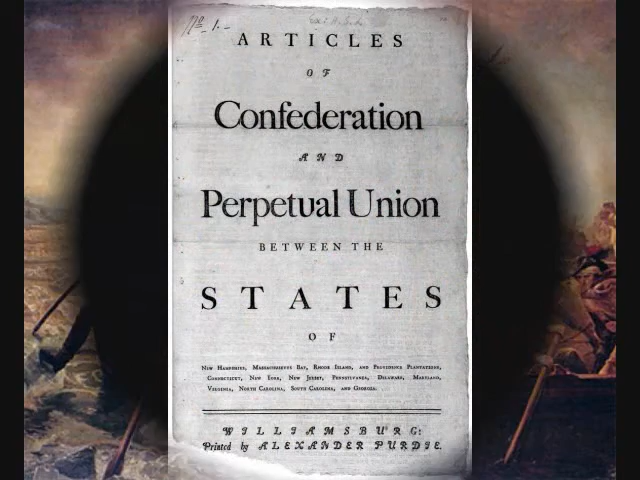 No. 1.
ARTICLES
OF
Confederation
AND
Perpetual Union
BETWEEN THE
STATES
OF
New Hampshire, Massachusetts Bay, Rhode Island, and Providence Plantations,
Connecticut, New York, New Jersey, Pennsylvania, Delaware, Maryland,
Virginia, North Carolina, South Carolina, and Georgia.
WILLIAMSBURG:
Printed by ALEXANDER PURDIE.